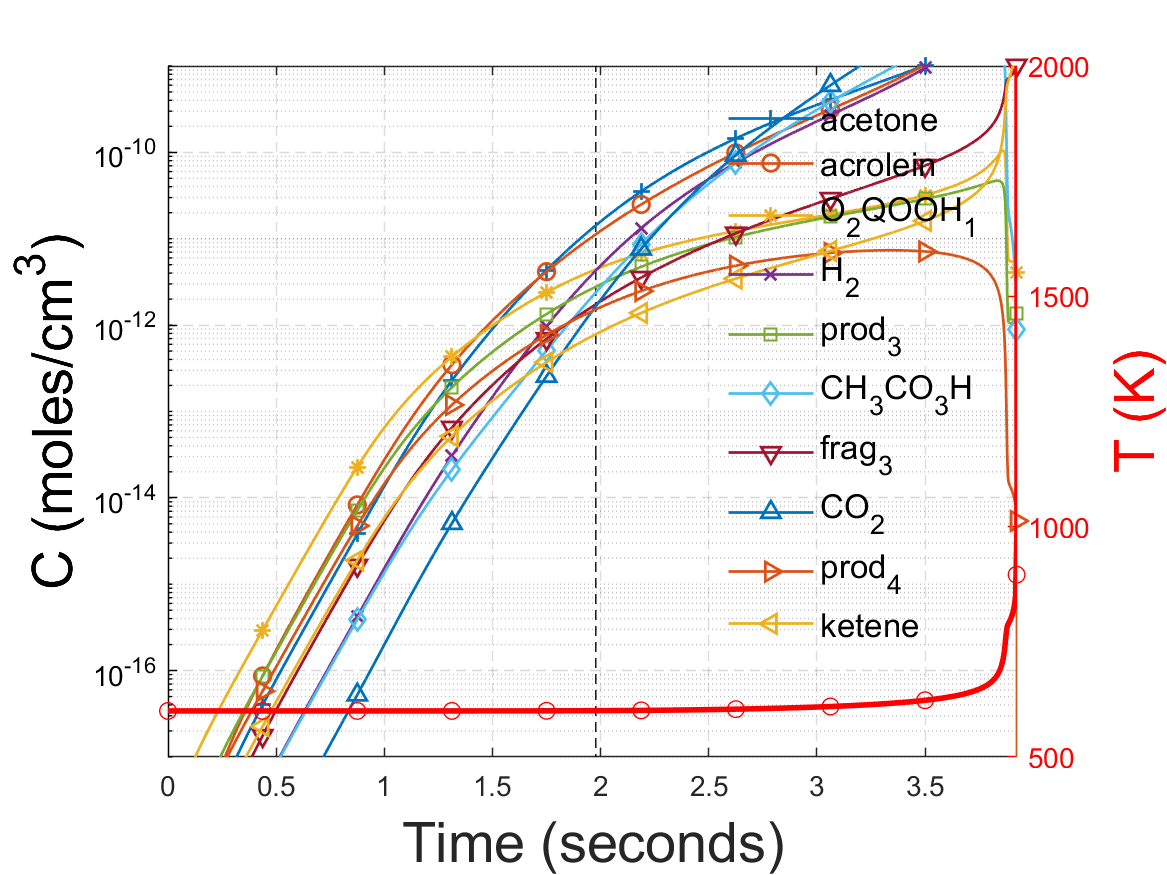 C (moles/cm³)
10⁻¹⁰
10⁻¹²
10⁻¹⁴
10⁻¹⁶
acetone
acrolein
O₂QOOH₁
H₂
prod₃
CH₃CO₃H
frag₃
CO₂
prod₄
ketene
2000
1500
1000
500
T (K)
0 0.5 1 1.5 2 2.5 3 3.5
Time (seconds)